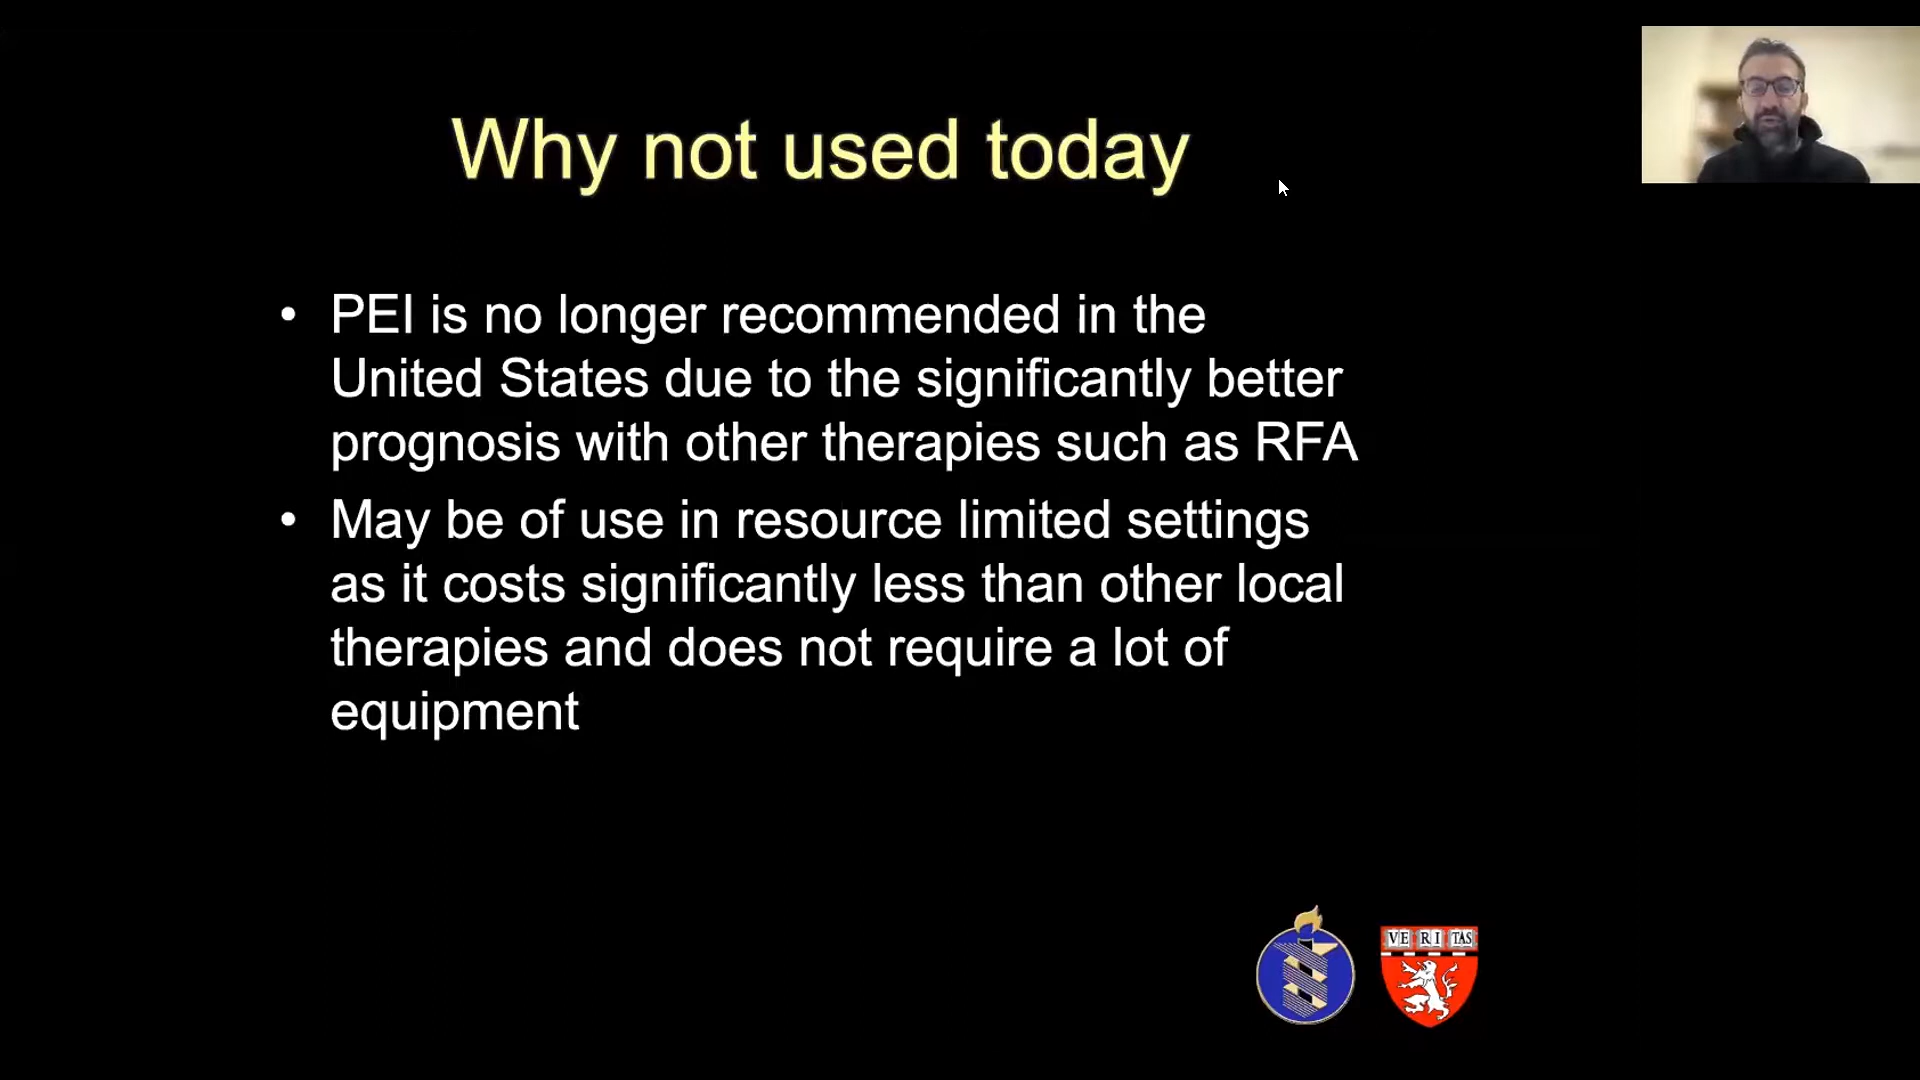 Why not used today
• PEI is no longer recommended in the
United States due to the significantly better
prognosis with other therapies such as RFA
• May be of use in resource limited settings
as it costs significantly less than other local
therapies and does not require a lot of
equipment
VE RI TAS